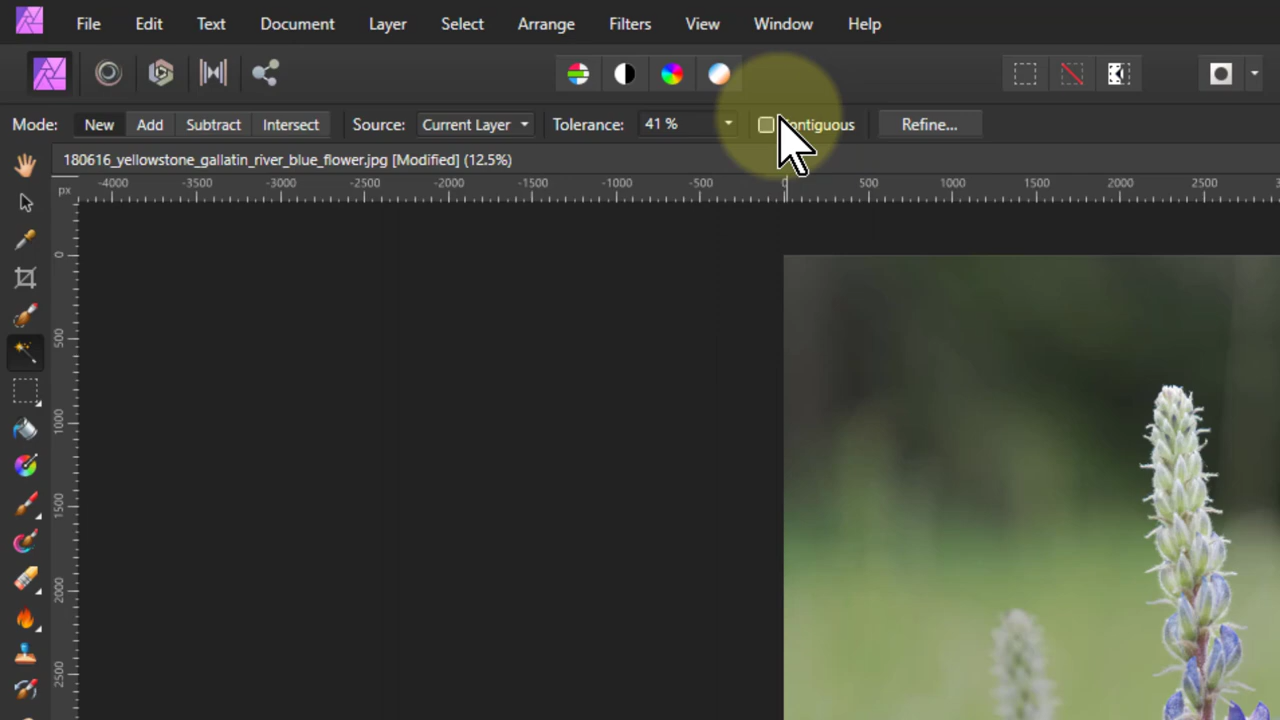 File Edit Text Document Layer Select Arrange Filters View Window Help
Mode: New Add Subtract Intersect Source: Current Layer Tolerance: 41 % Contiguous Refine...
180616_yellowstone_gallatin_river_blue_flower.jpg [Modified] (12.5%)
px -4000 -3500 -3000 -2500 -2000 -1500 -1000 -500 0 500 1000 1500 2000 2500
0
500
1000
1500
2000
2500